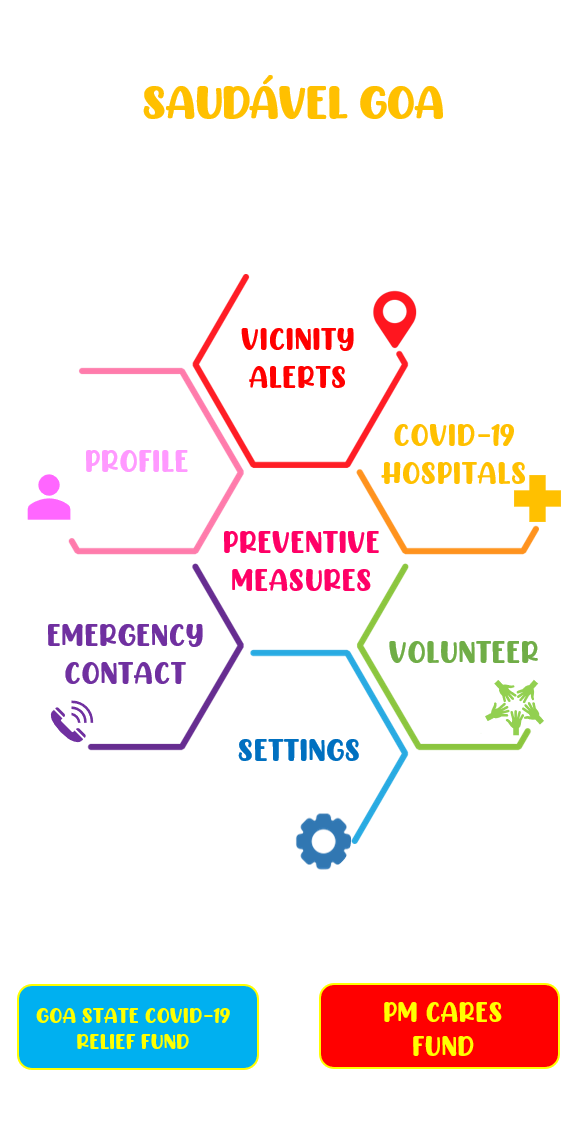 SAUDÁVEL GOA
VICINITY
ALERTS
COVID-19
HOSPITALS
PROFILE
PREVENTIVE
MEASURES
EMERGENCY
CONTACT
VOLUNTEER
SETTINGS
GOA STATE COVID-19
RELIEF FUND
PM CARES
FUND